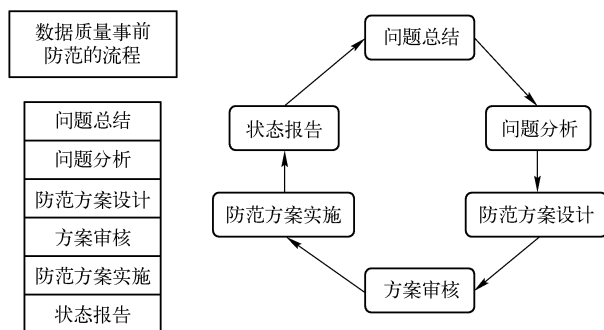 数据质量事前
防范的流程
问题总结
问题分析
防范方案设计
方案审核
防范方案实施
状态报告
问题总结
问题分析
防范方案设计
方案审核
防范方案实施
状态报告